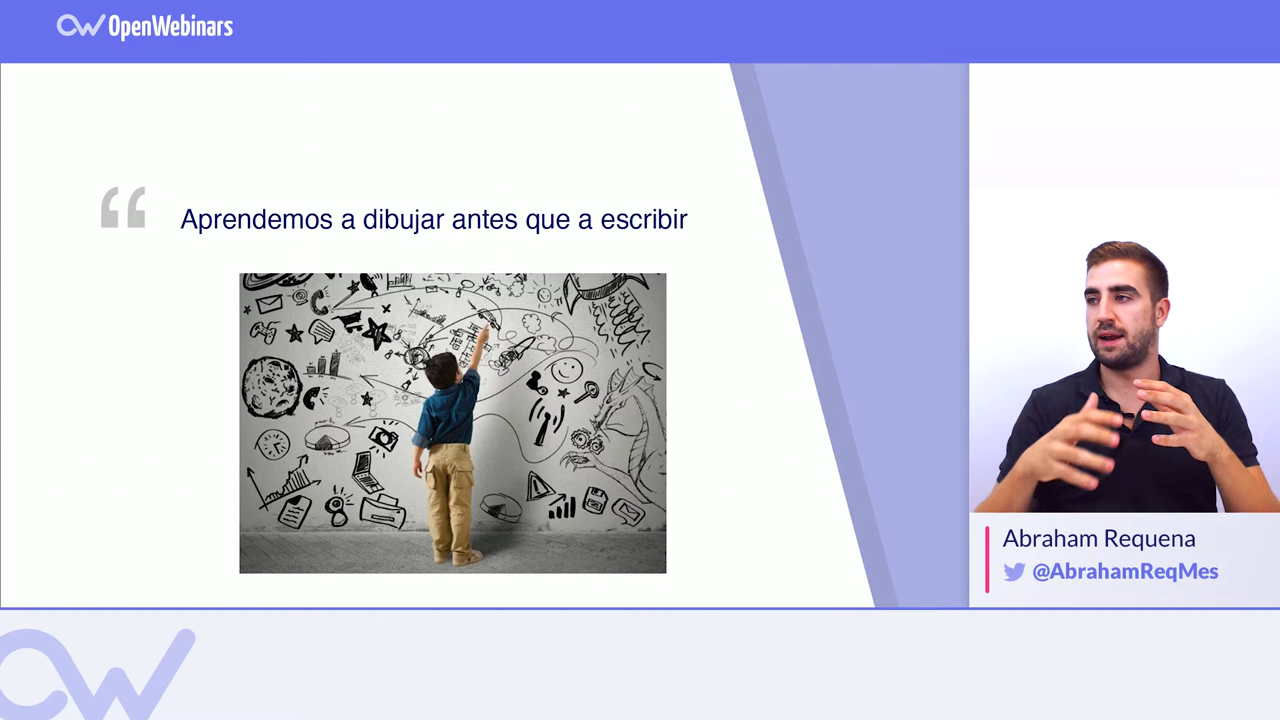 OpenWebinars
“ Aprendemos a dibujar antes que a escribir
Abraham Requena
@AbrahamReqMes